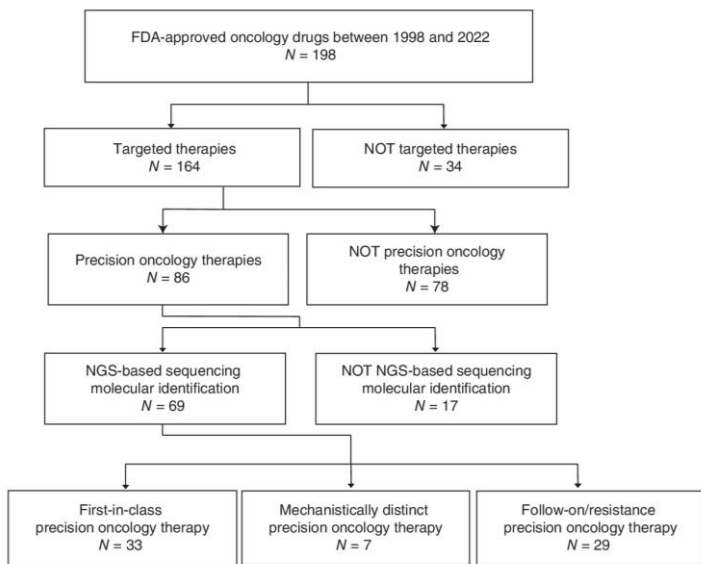 FDA-approved oncology drugs between 1998 and 2022
N = 198
Targeted therapies
N = 164
NOT targeted therapies
N = 34
Precision oncology therapies
N = 86
NOT precision oncology
therapies
N = 78
NGS-based sequencing
molecular identification
N = 69
NOT NGS-based sequencing
molecular identification
N = 17
First-in-class
precision oncology therapy
N = 33
Mechanistically distinct
precision oncology therapy
N = 7
Follow-on/resistance
precision oncology therapy
N = 29